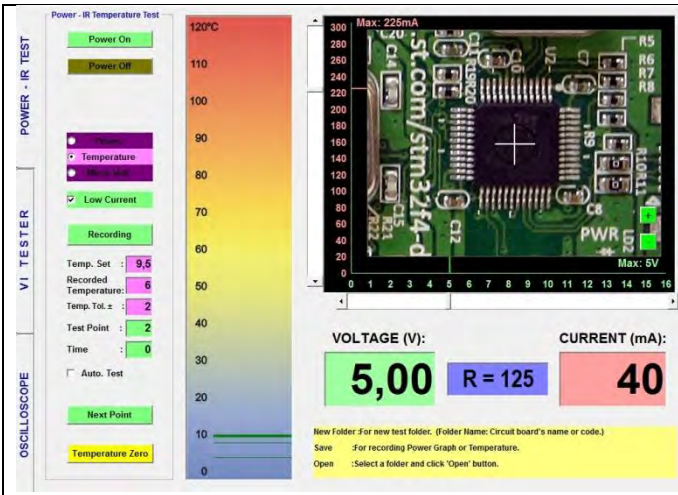 Power - IR Temperature Test
POWER - IR TEST
VI TESTER
OSCILLOSCOPE
Power On
Power Off
Power
Temperature
Low Current
Recording
Temp. Set : 9,5
Recorded Temperature: 6
Temp. Tol. ± 2
Test Point : 2
Time : 0
Auto. Test
Next Point
Temperature Zero
120ºC
110
100
90
80
70
60
50
40
30
20
10
0
300
280
260
240
220
200
180
160
140
120
100
80
60
40
20
0
Max: 225mA
C20
C14
R19
R20
C10
U2
C7
R5
R6
R7
R8
R9
R10
R11
.st.com/stm32f4-d
C15
R22
R21
C12
C8
PWR
LD2
+
-
Max: 5V
0 1 2 3 4 5 6 7 8 9 10 11 12 13 14 15 16
VOLTAGE (V):
5,00
R = 125
CURRENT (mA):
40
New Folder :For new test folder. (Folder Name: Circuit board's name or code.)
Save :For recording Power Graph or Temperature.
Open :Select a folder and click 'Open' button.